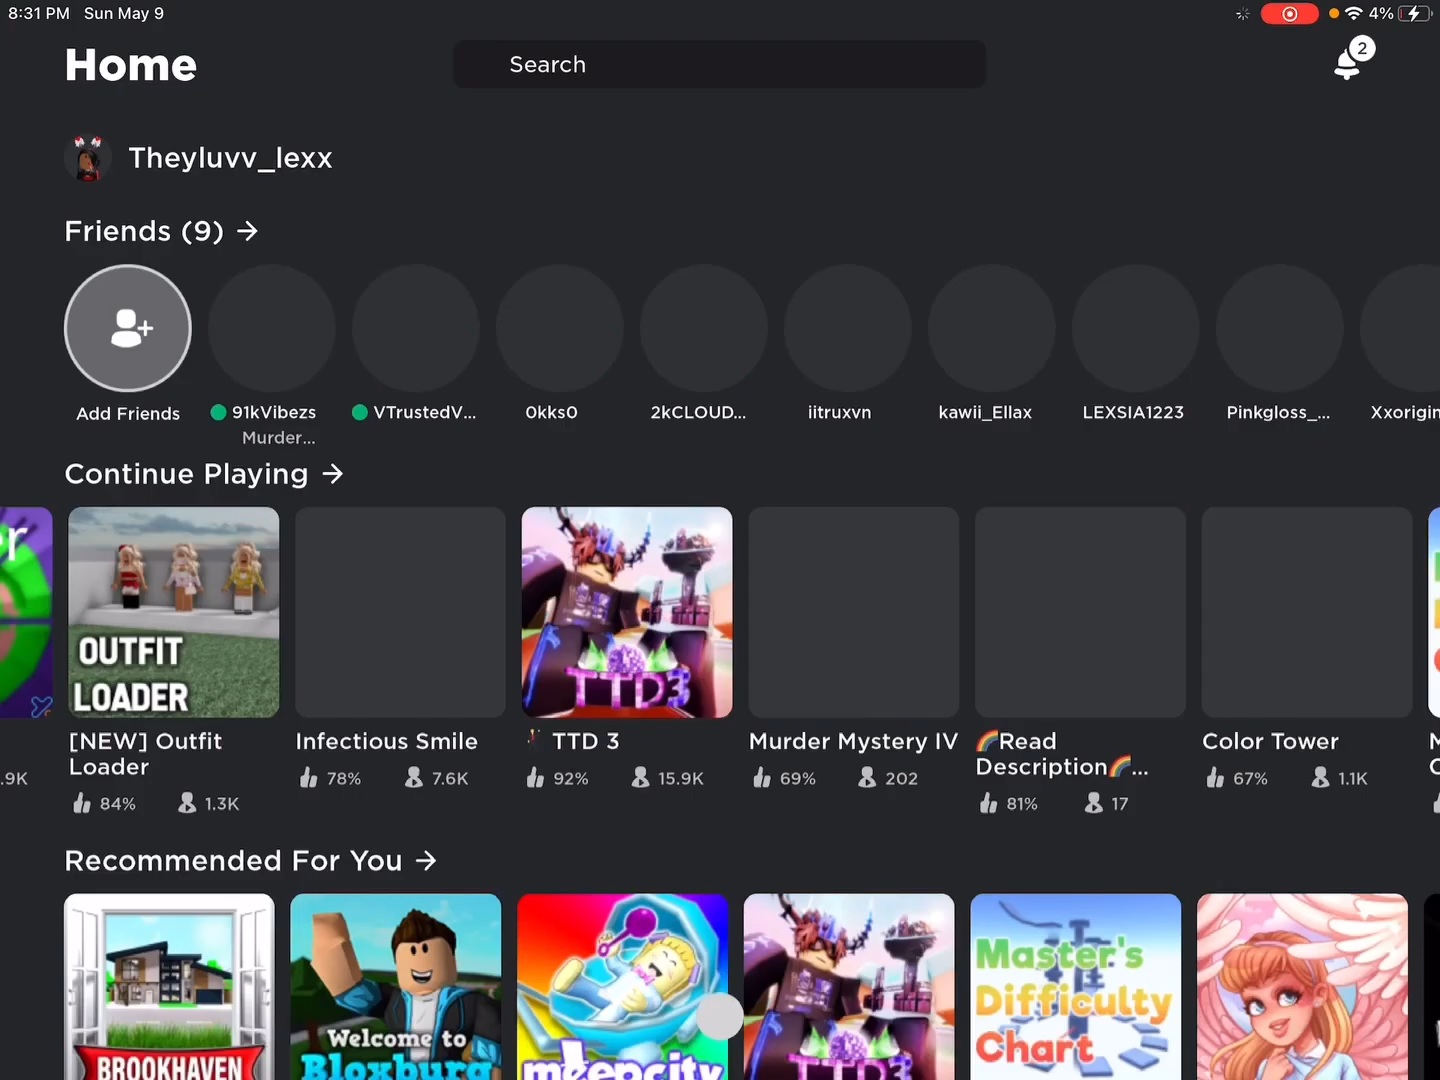 8:31 PM Sun May 9
4%
Home
Search
2
Theyluvv_lexx
Friends (9) →
Add Friends
91kVibezs
Murder...
VTrustedV...
0kks0
2kCLOUD...
iitruxvn
kawii_Ellax
LEXSIA1223
Pinkgloss_...
Xxorigin
Continue Playing →
r
OUTFIT
LOADER
TTD3
.9K
[NEW] Outfit
Loader
84% 1.3K
Infectious Smile
78% 7.6K
TTD 3
92% 15.9K
Murder Mystery IV
69% 202
🌈Read
Description🌈...
81% 17
Color Tower
67% 1.1K
Recommended For You →
BROOKHAVEN
Welcome to
Bloxburg
meepcity
TTD3
Master's
Difficulty
Chart